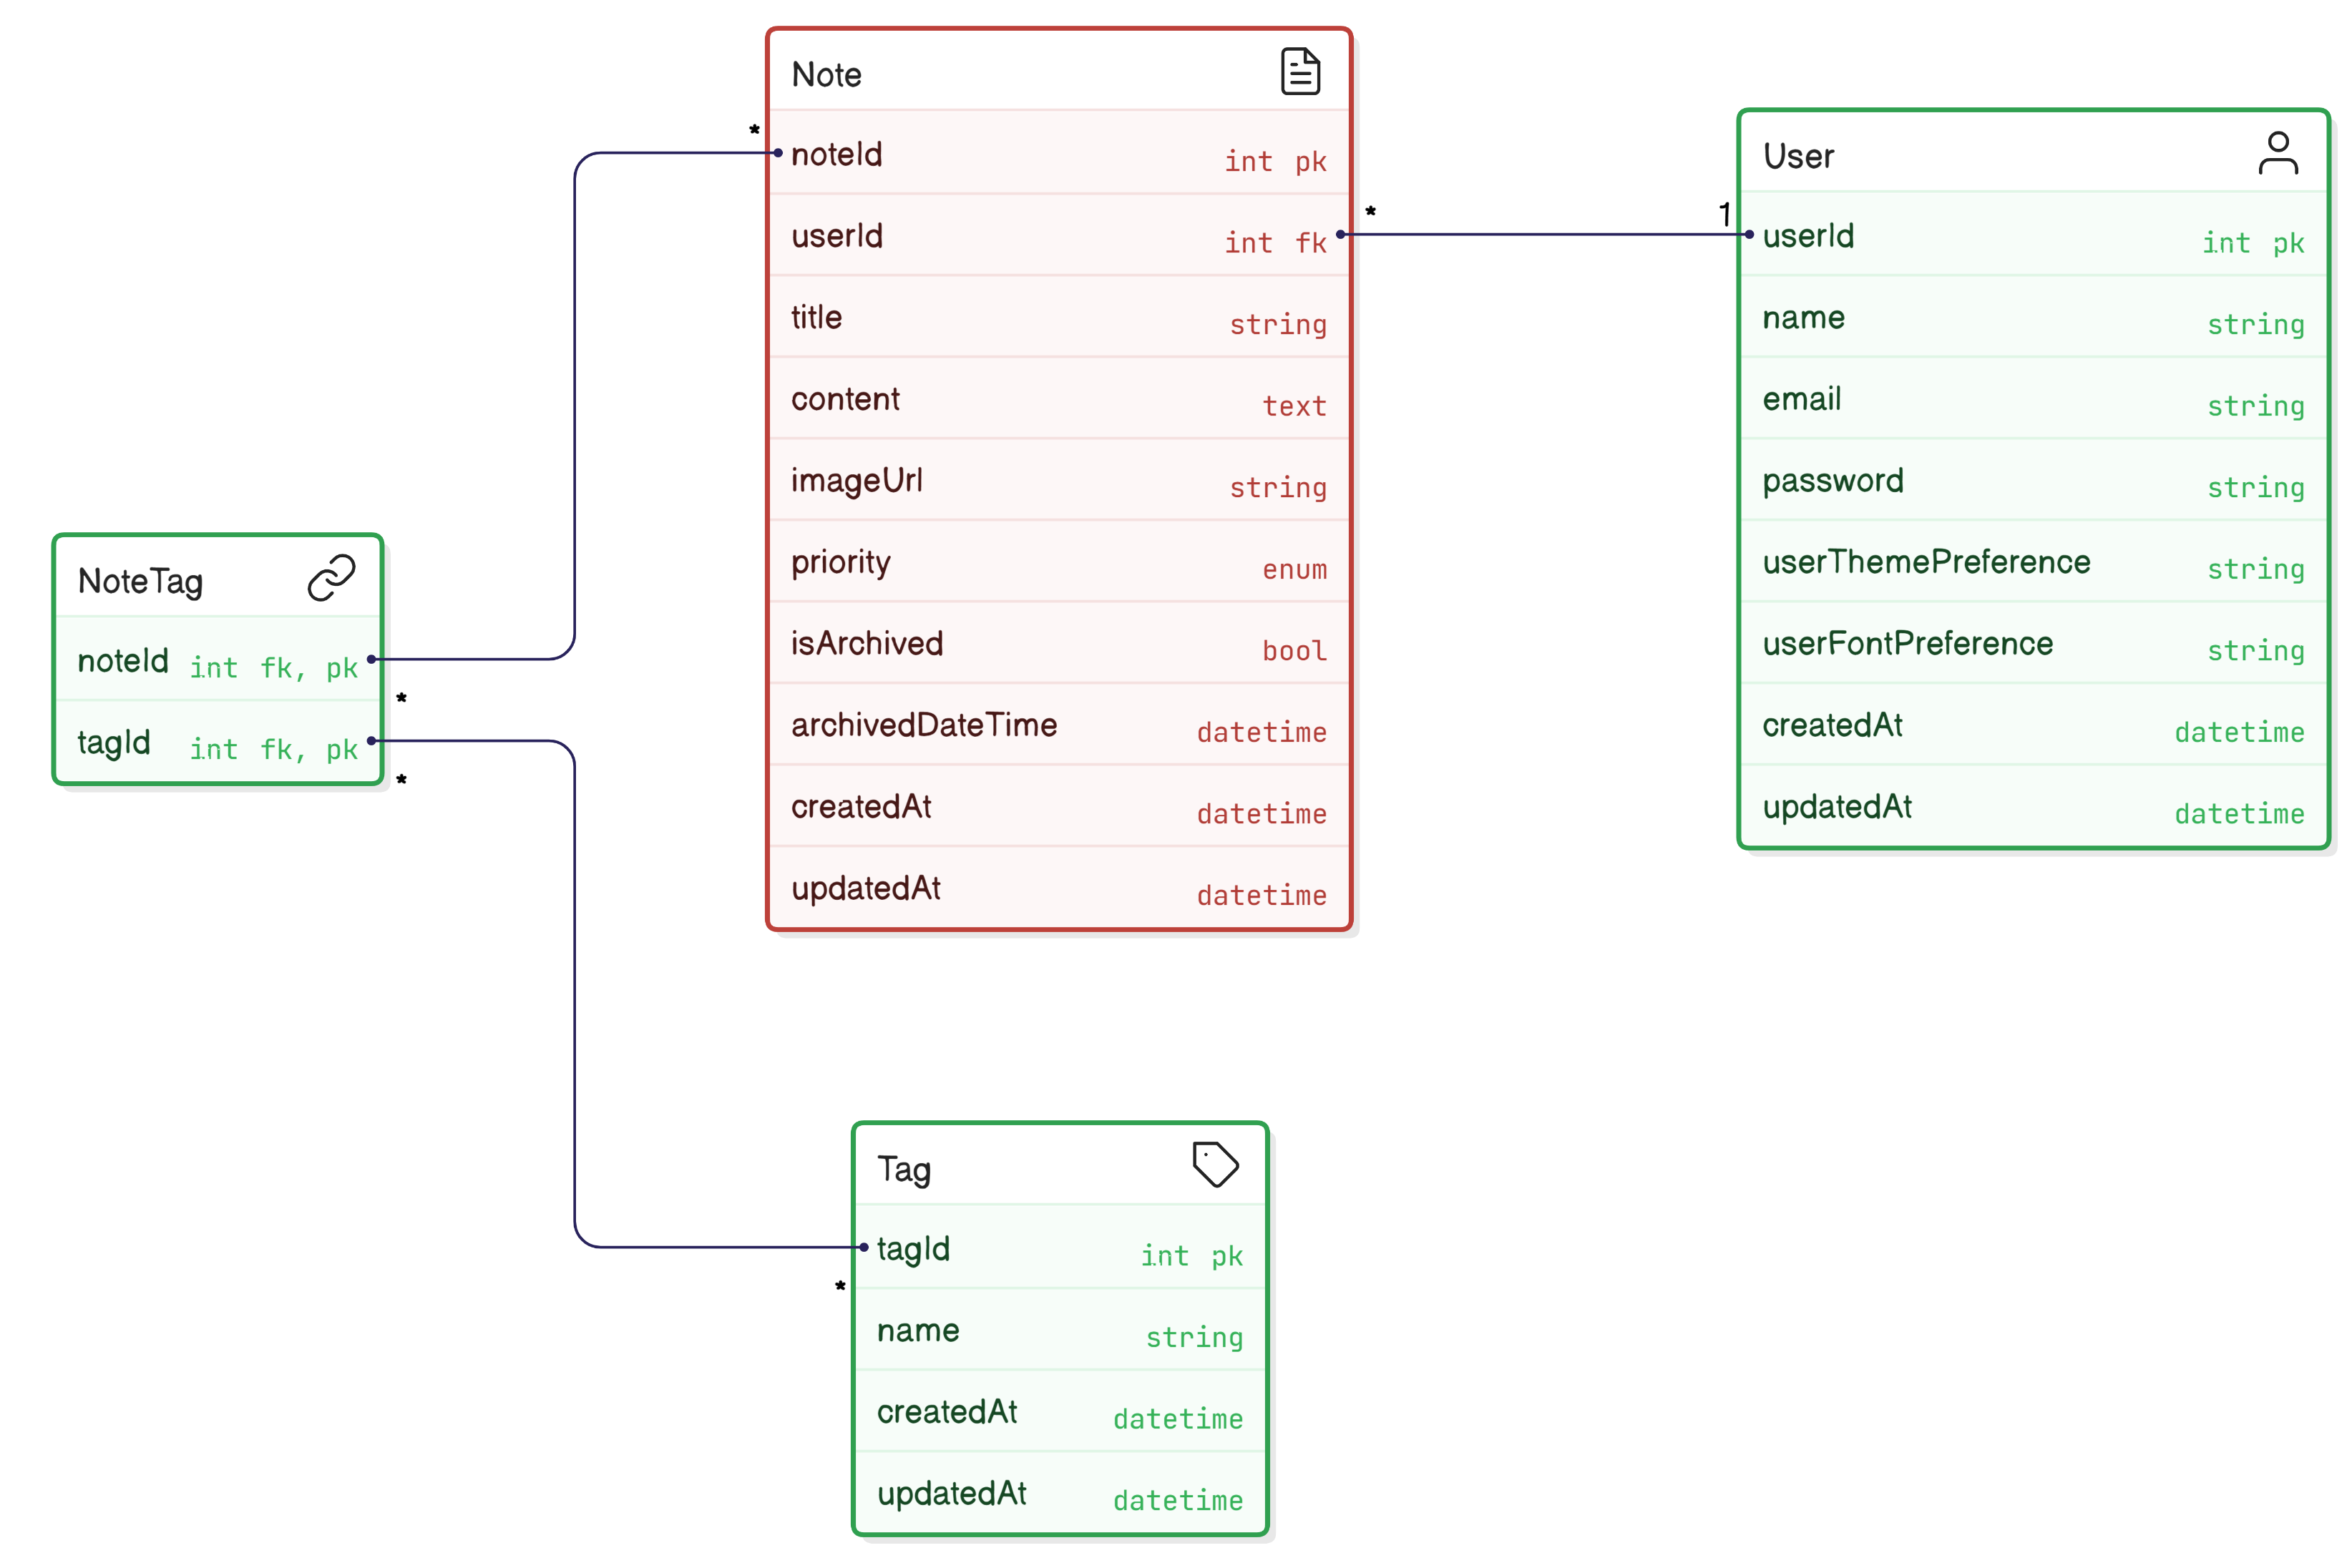 Note
*
noteId int pk
userId int fk
*
title string
content text
imageUrl string
priority enum
isArchived bool
archivedDateTime datetime
createdAt datetime
updatedAt datetime
User
1
userId int pk
name string
email string
password string
userThemePreference string
userFontPreference string
createdAt datetime
updatedAt datetime
NoteTag
noteId int fk, pk
*
tagId int fk, pk
*
Tag
tagId int pk
*
name string
createdAt datetime
updatedAt datetime